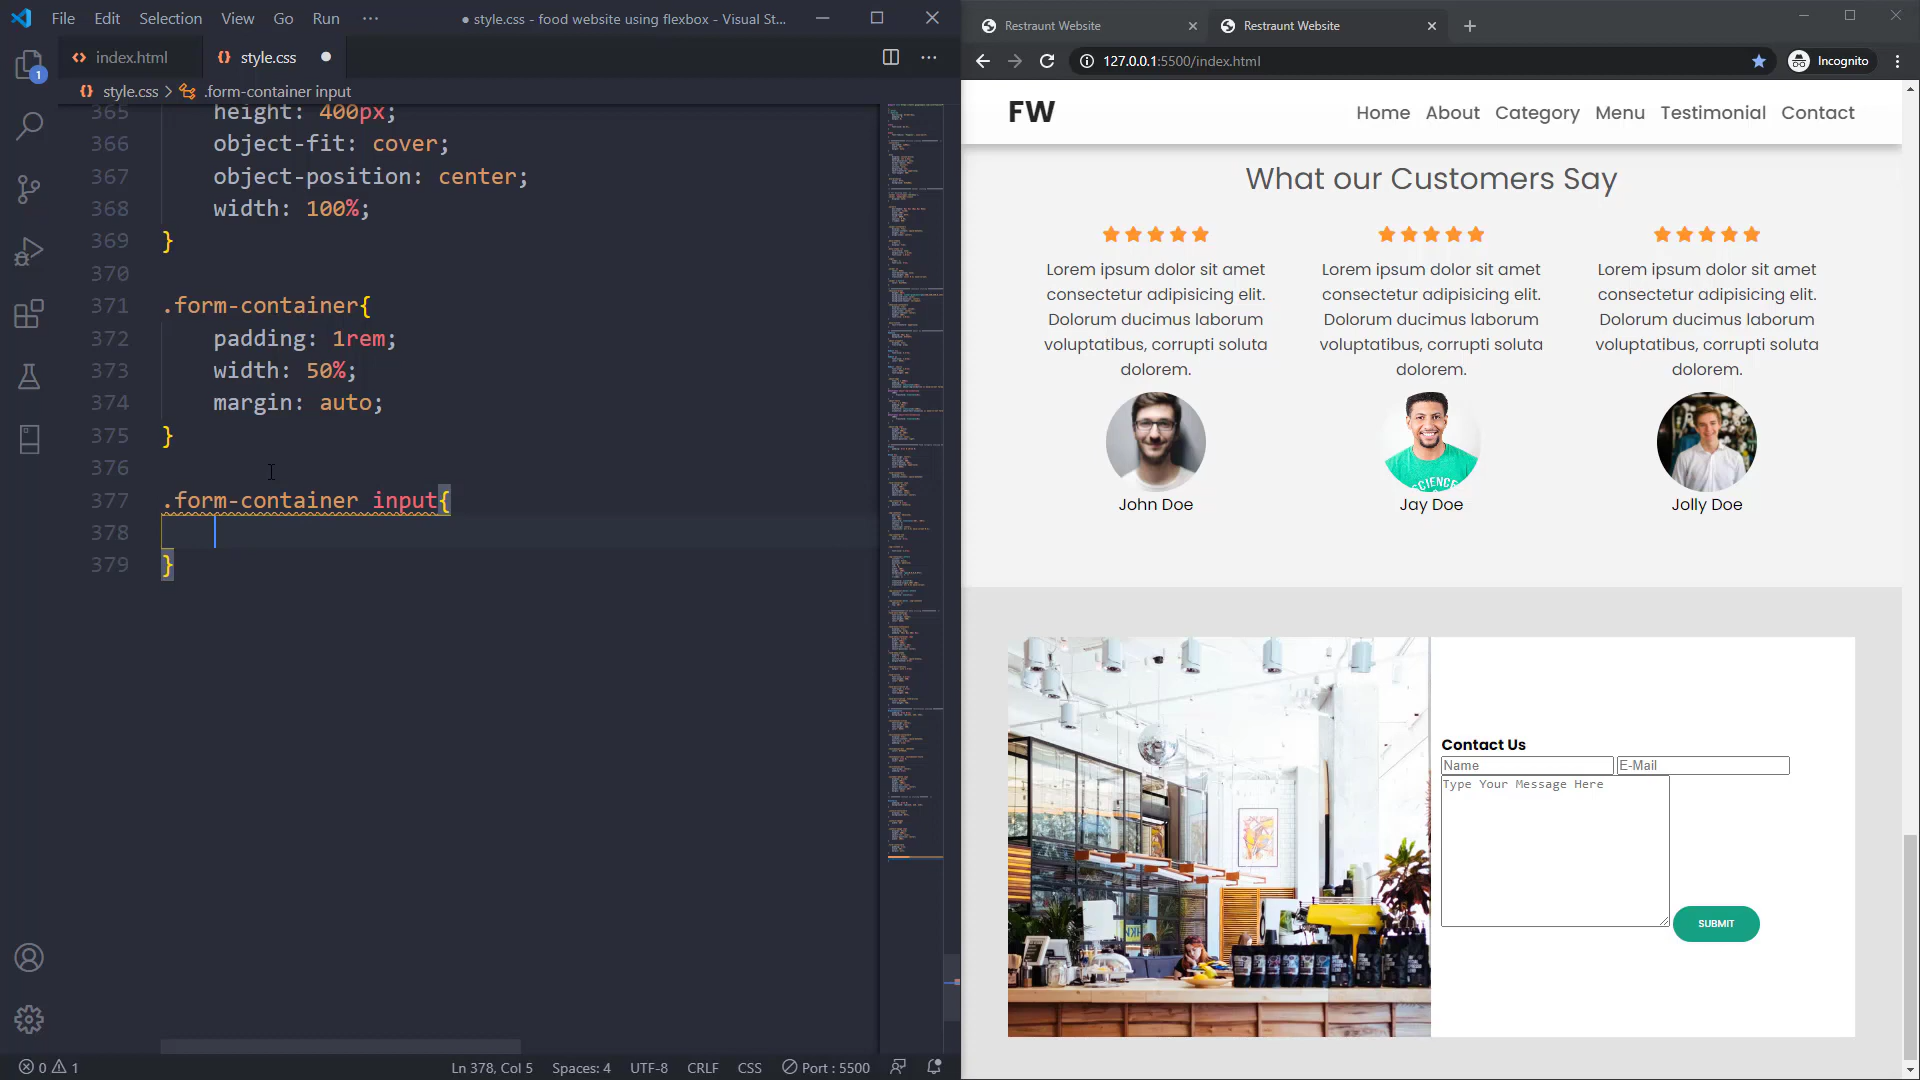 File Edit Selection View Go Run ··· ● style.css - food website using flexbox - Visual St...
index.html style.css ●
style.css > .form-container input
365 height: 400px;
366 object-fit: cover;
367 object-position: center;
368 width: 100%;
369 }
370
371 .form-container{
372 padding: 1rem;
373 width: 50%;
374 margin: auto;
375 }
376
377 .form-container input{
378
379 }
1
0 1 Ln 378, Col 5 Spaces: 4 UTF-8 CRLF CSS Port : 5500
Restraunt Website Restraunt Website
127.0.0.1:5500/index.html Incognito
FW Home About Category Menu Testimonial Contact
What our Customers Say
Lorem ipsum dolor sit amet
consectetur adipisicing elit.
Dolorum ducimus laborum
voluptatibus, corrupti soluta
dolorem.
John Doe
Lorem ipsum dolor sit amet
consectetur adipisicing elit.
Dolorum ducimus laborum
voluptatibus, corrupti soluta
dolorem.
SCIENCE
Jay Doe
Lorem ipsum dolor sit amet
consectetur adipisicing elit.
Dolorum ducimus laborum
voluptatibus, corrupti soluta
dolorem.
Jolly Doe
Contact Us
Name E-Mail
Type Your Message Here
SUBMIT